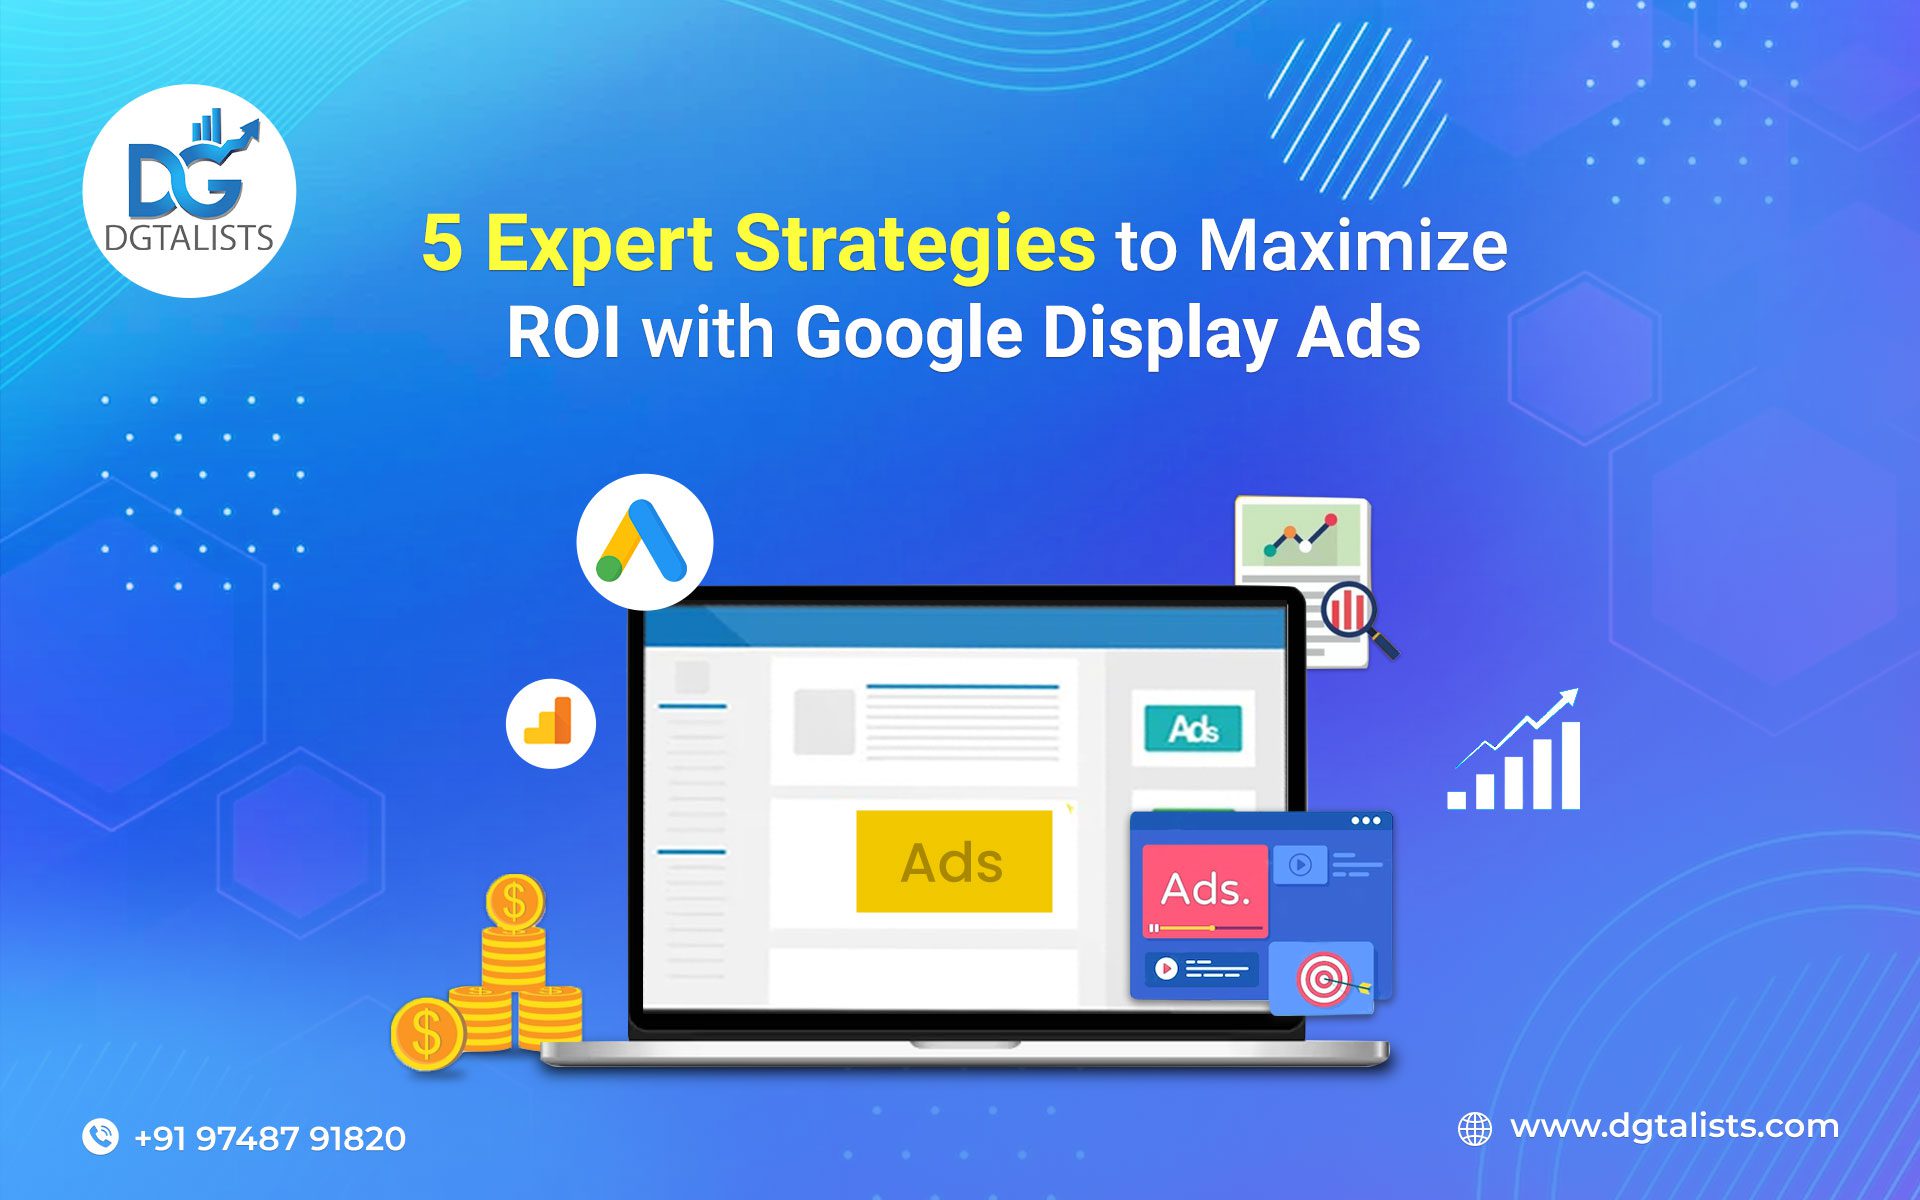 DG
DGTALISTS
5 Expert Strategies to Maximize
ROI with Google Display Ads
Ads
Ads
Ads.
$
$
+91 97487 91820
www.dgtalists.com